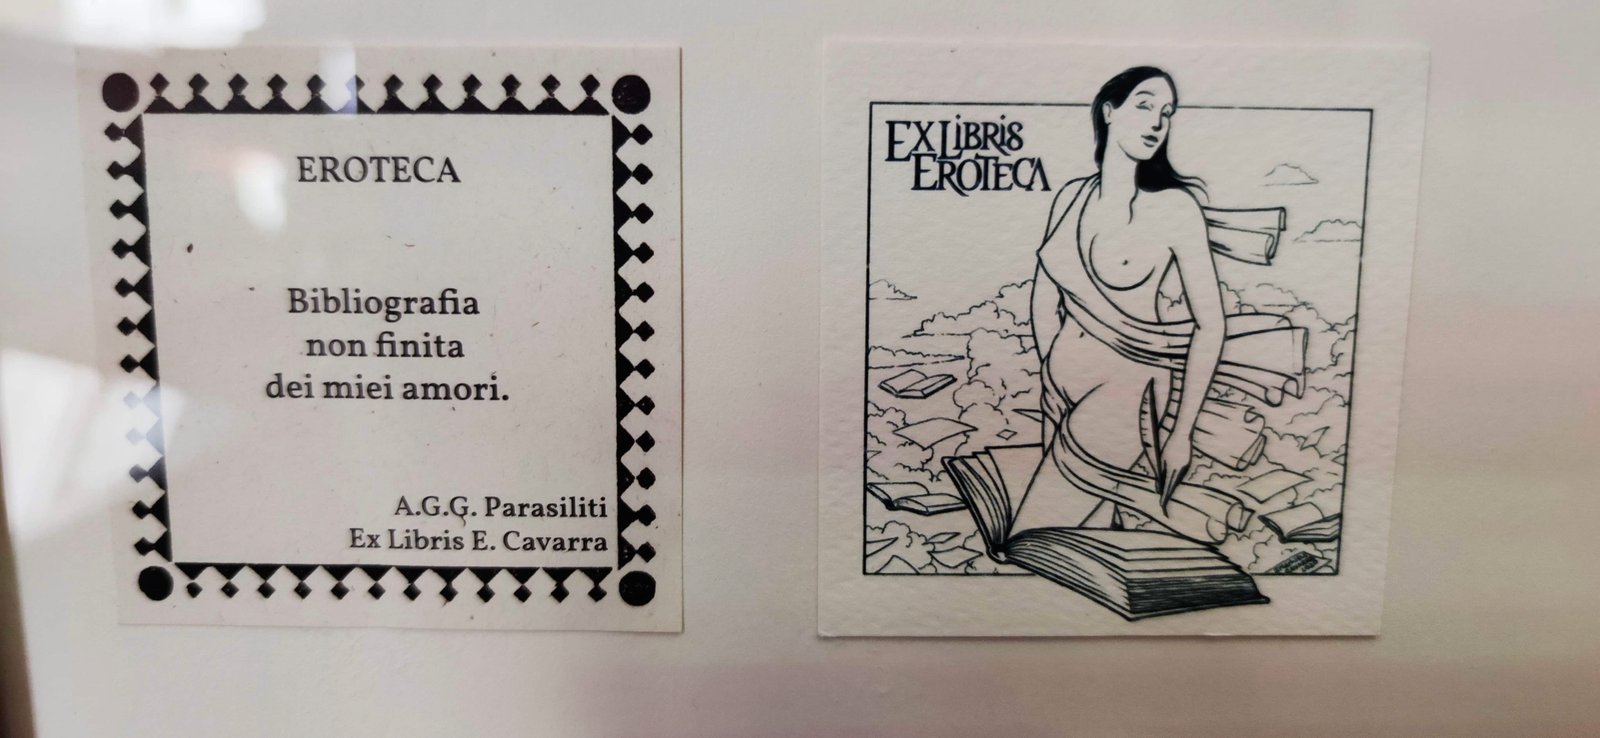 EROTECA
Bibliografia
non finita
dei miei amori.
A.G.G. Parasiliti
Ex Libris E. Cavarra
EX LIBRIS
EROTECA